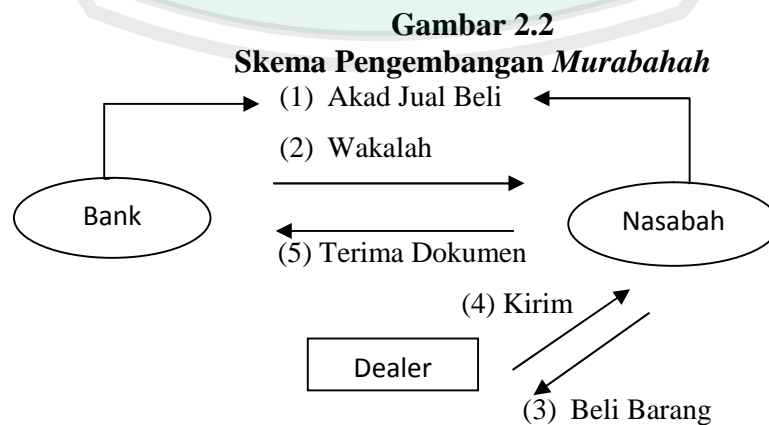 Gambar 2.2
Skema Pengembangan Murabahah
(1) Akad Jual Beli
(2) Wakalah
Bank
Nasabah
(5) Terima Dokumen
(4) Kirim
Dealer
(3) Beli Barang